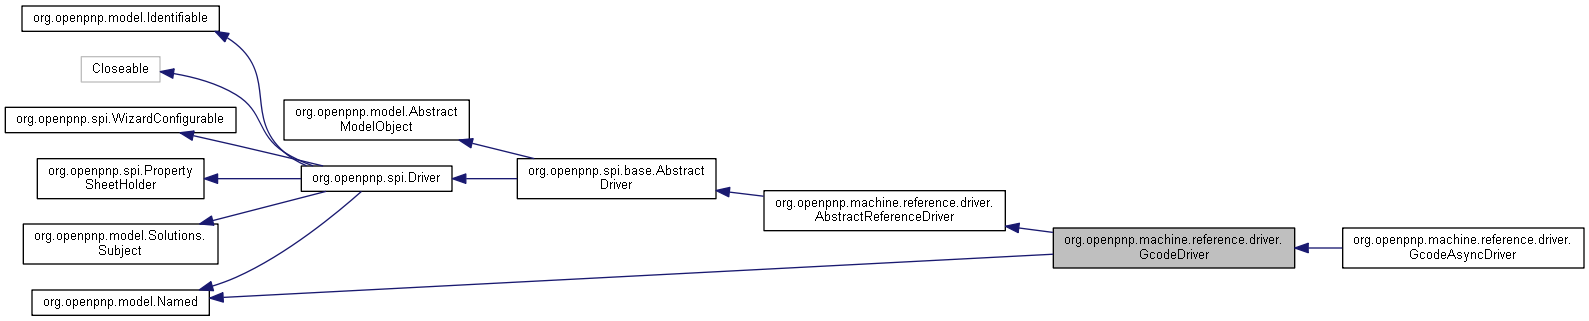 org.openpnp.model.Identifiable
Closeable
org.openpnp.spi.WizardConfigurable
org.openpnp.spi.Property
SheetHolder
org.openpnp.model.Solutions.
Subject
org.openpnp.model.Named
org.openpnp.model.Abstract
ModelObject
org.openpnp.spi.Driver
org.openpnp.spi.base.Abstract
Driver
org.openpnp.machine.reference.driver.
AbstractReferenceDriver
org.openpnp.machine.reference.driver.
GcodeDriver
org.openpnp.machine.reference.driver.
GcodeAsyncDriver